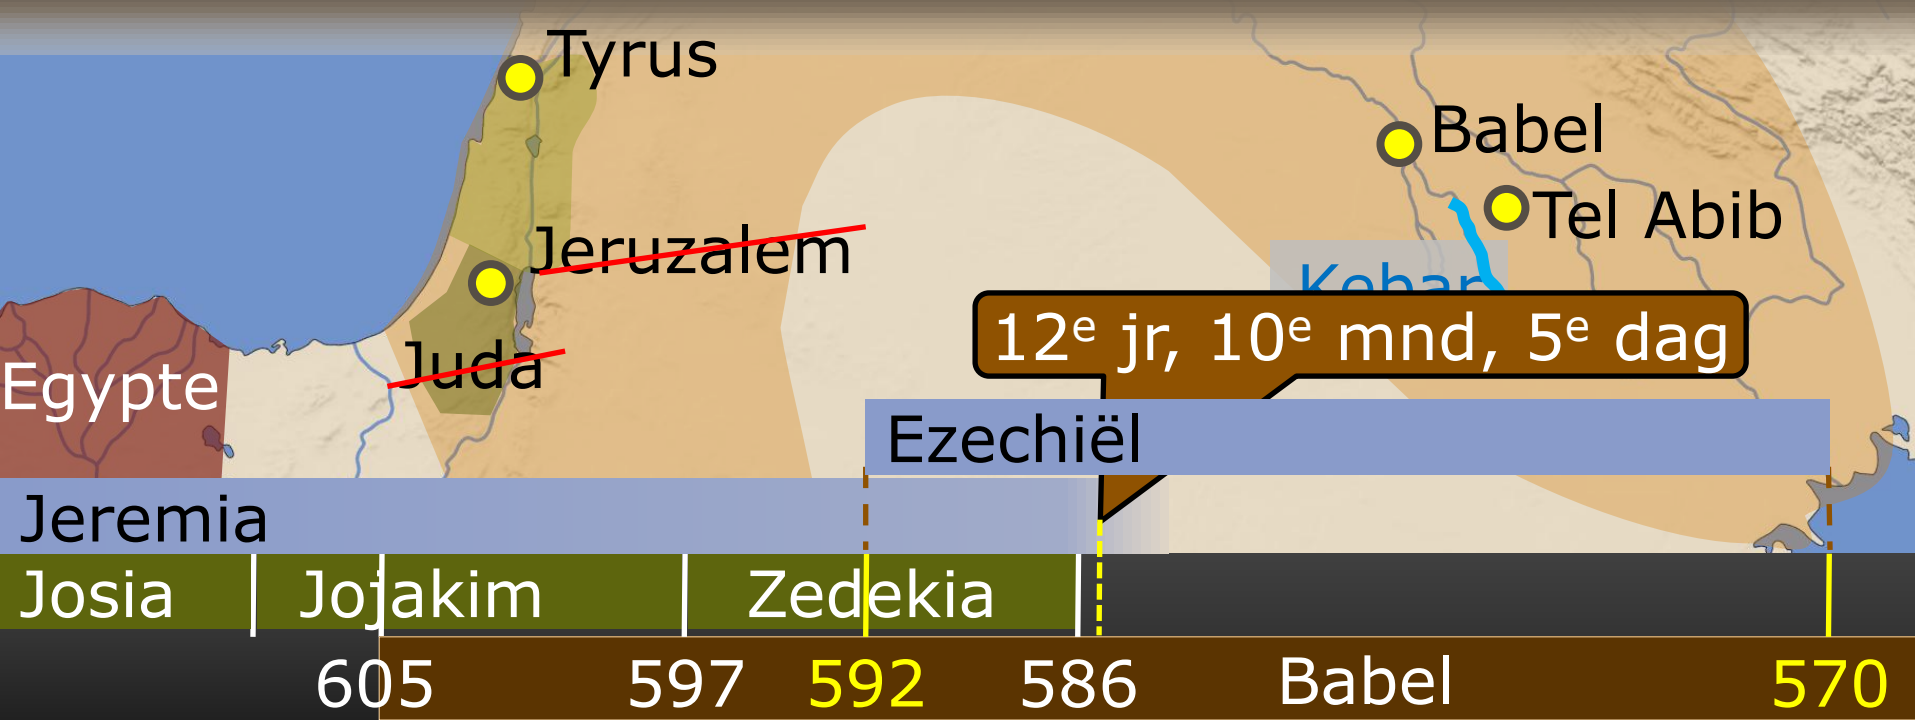 Tyrus
Babel
Tel Abib
Jeruzalem
Kebar
12e jr, 10e mnd, 5e dag
Juda
Egypte
Ezechiël
Jeremia
Josia Jojakim Zedekia
605 597 592 586 Babel 570